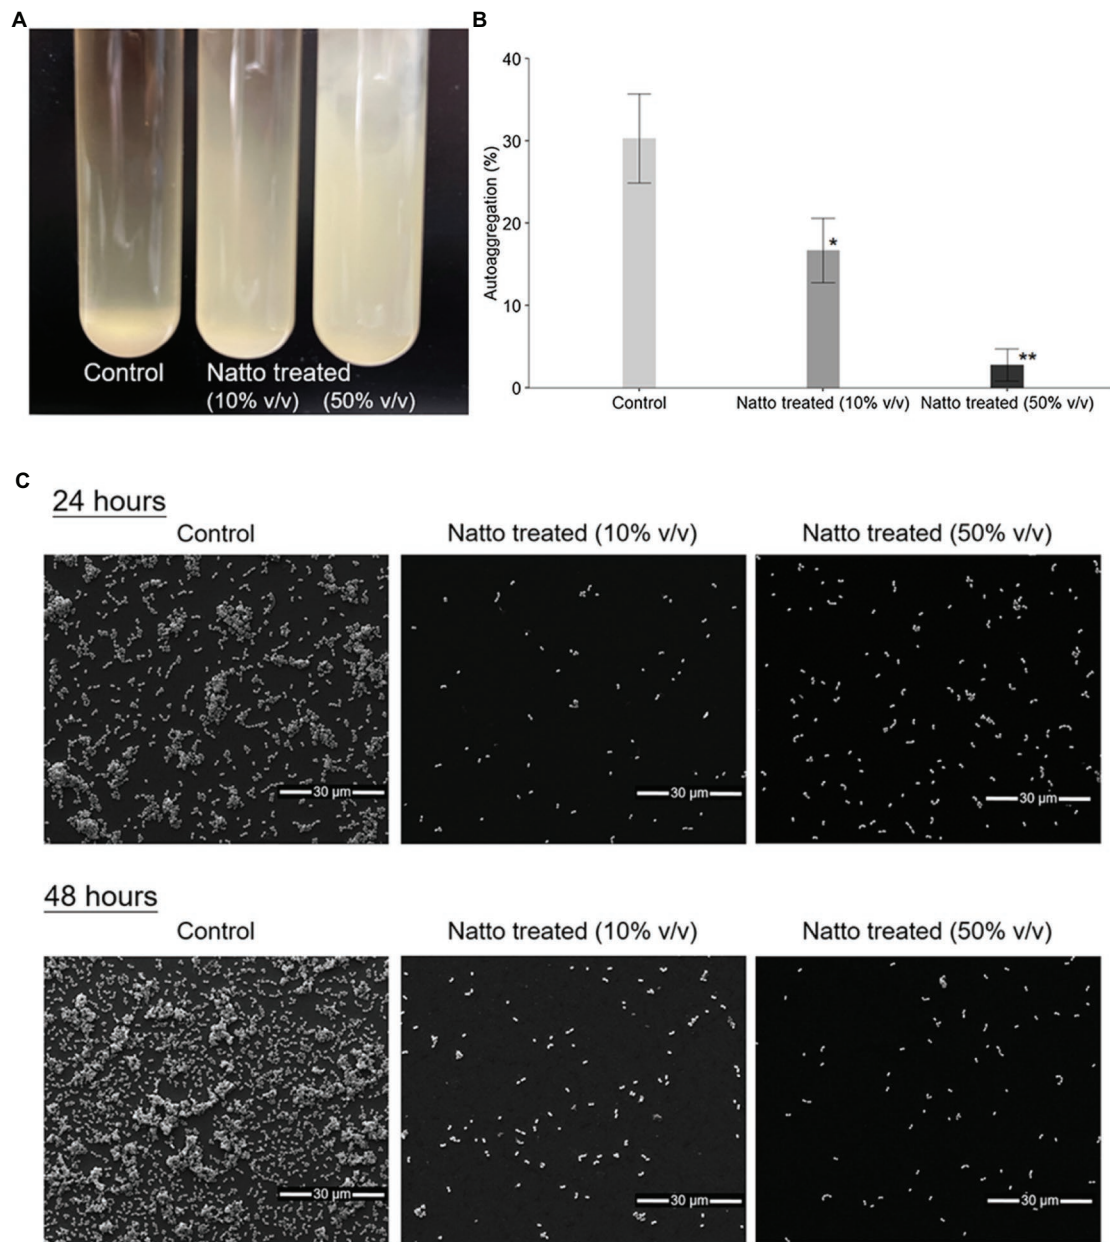 A
Control
Natto treated
(10% v/v)
(50% v/v)
B
Autoaggregation (%)
40
30
20
10
0
*
**
Control
Natto treated (10% v/v)
Natto treated (50% v/v)
C
24 hours
Control
Natto treated (10% v/v)
Natto treated (50% v/v)
30 µm
30 µm
30 µm
48 hours
Control
Natto treated (10% v/v)
Natto treated (50% v/v)
30 µm
30 µm
30 µm